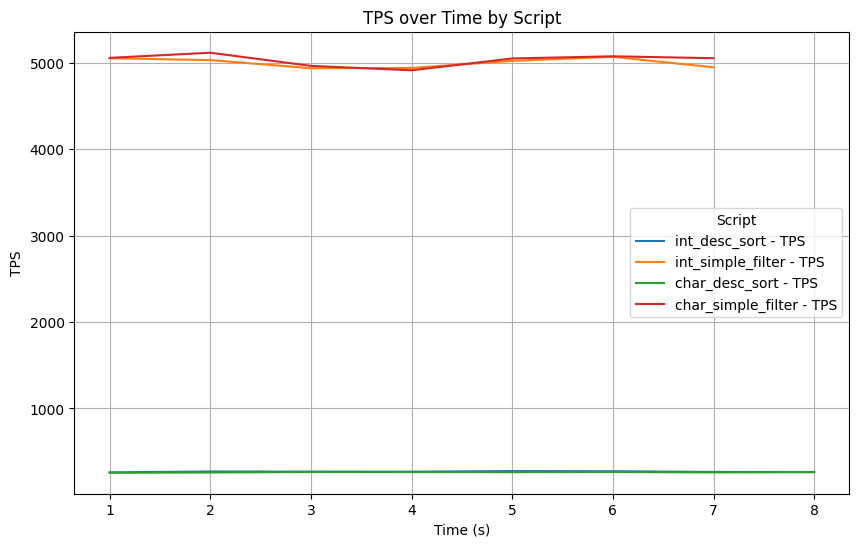 TPS over Time by Script
TPS
5000
4000
3000
2000
1000
Script
int_desc_sort - TPS
int_simple_filter - TPS
char_desc_sort - TPS
char_simple_filter - TPS
1 2 3 4 5 6 7 8
Time (s)